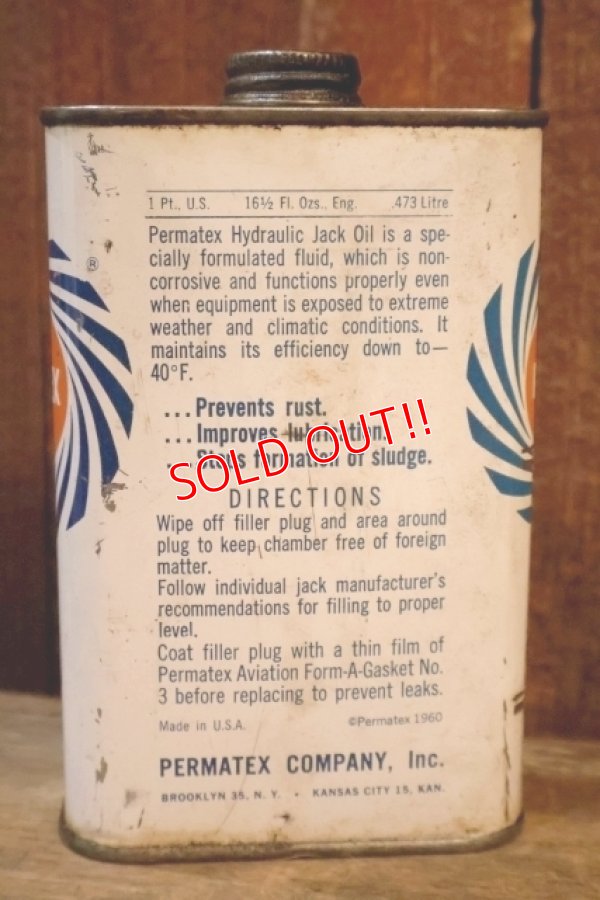 1 Pt., U.S. 16½ Fl. Ozs., Eng. .473 Litre
®
Permatex Hydraulic Jack Oil is a spe-
cially formulated fluid, which is non-
corrosive and functions properly even
when equipment is exposed to extreme
weather and climatic conditions. It
maintains its efficiency down to—
40°F.
X
...Prevents rust.
...Improves lubrication.
...Stops formation of sludge.
SOLD OUT!!
DIRECTIONS
Wipe off filler plug and area around
plug to keep chamber free of foreign
matter.
Follow individual jack manufacturer's
recommendations for filling to proper
level.
Coat filler plug with a thin film of
Permatex Aviation Form-A-Gasket No.
3 before replacing to prevent leaks.
Made in U.S.A. ©Permatex 1960
PERMATEX COMPANY, Inc.
BROOKLYN 35, N. Y. • KANSAS CITY 15, KAN.